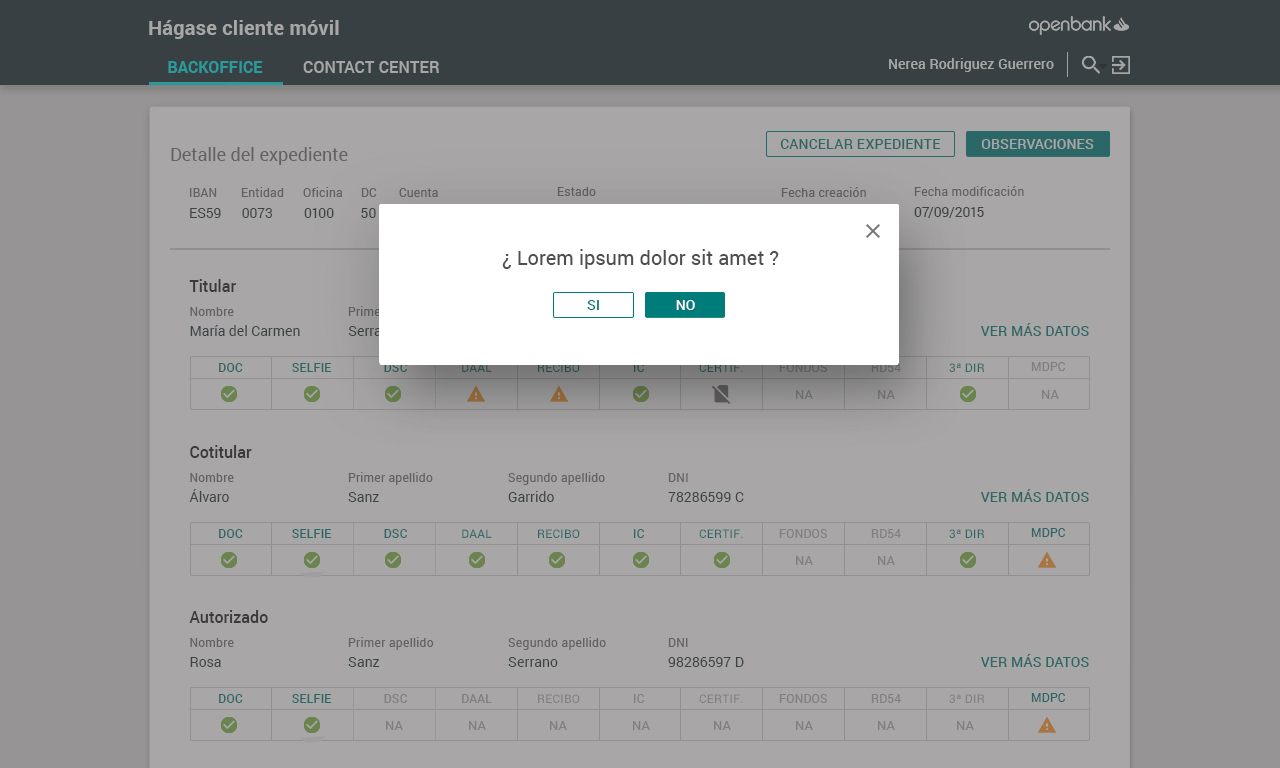 Hágase cliente móvil
openbank
BACKOFFICE CONTACT CENTER
Nerea Rodriguez Guerrero
Detalle del expediente
CANCELAR EXPEDIENTE OBSERVACIONES
IBAN Entidad Oficina DC Cuenta Estado Fecha creación Fecha modificación
ES59 0073 0100 50 07/09/2015
¿ Lorem ipsum dolor sit amet ?
SI NO
Titular
Nombre
María del Carmen VER MÁS DATOS
DOC SELFIE DSC DAAL RECIBO IC CERTIF. FONDOS RD54 3ª DIR MDPC
NA NA NA
Cotitular
Nombre Primer apellido Segundo apellido DNI
Álvaro Sanz Garrido 78286599 C VER MÁS DATOS
DOC SELFIE DSC DAAL RECIBO IC CERTIF. FONDOS RD54 3ª DIR MDPC
NA NA
Autorizado
Nombre Primer apellido Segundo apellido DNI
Rosa Sanz Serrano 98286597 D VER MÁS DATOS
DOC SELFIE DSC DAAL RECIBO IC CERTIF. FONDOS RD54 3ª DIR MDPC
NA NA NA NA NA NA NA NA